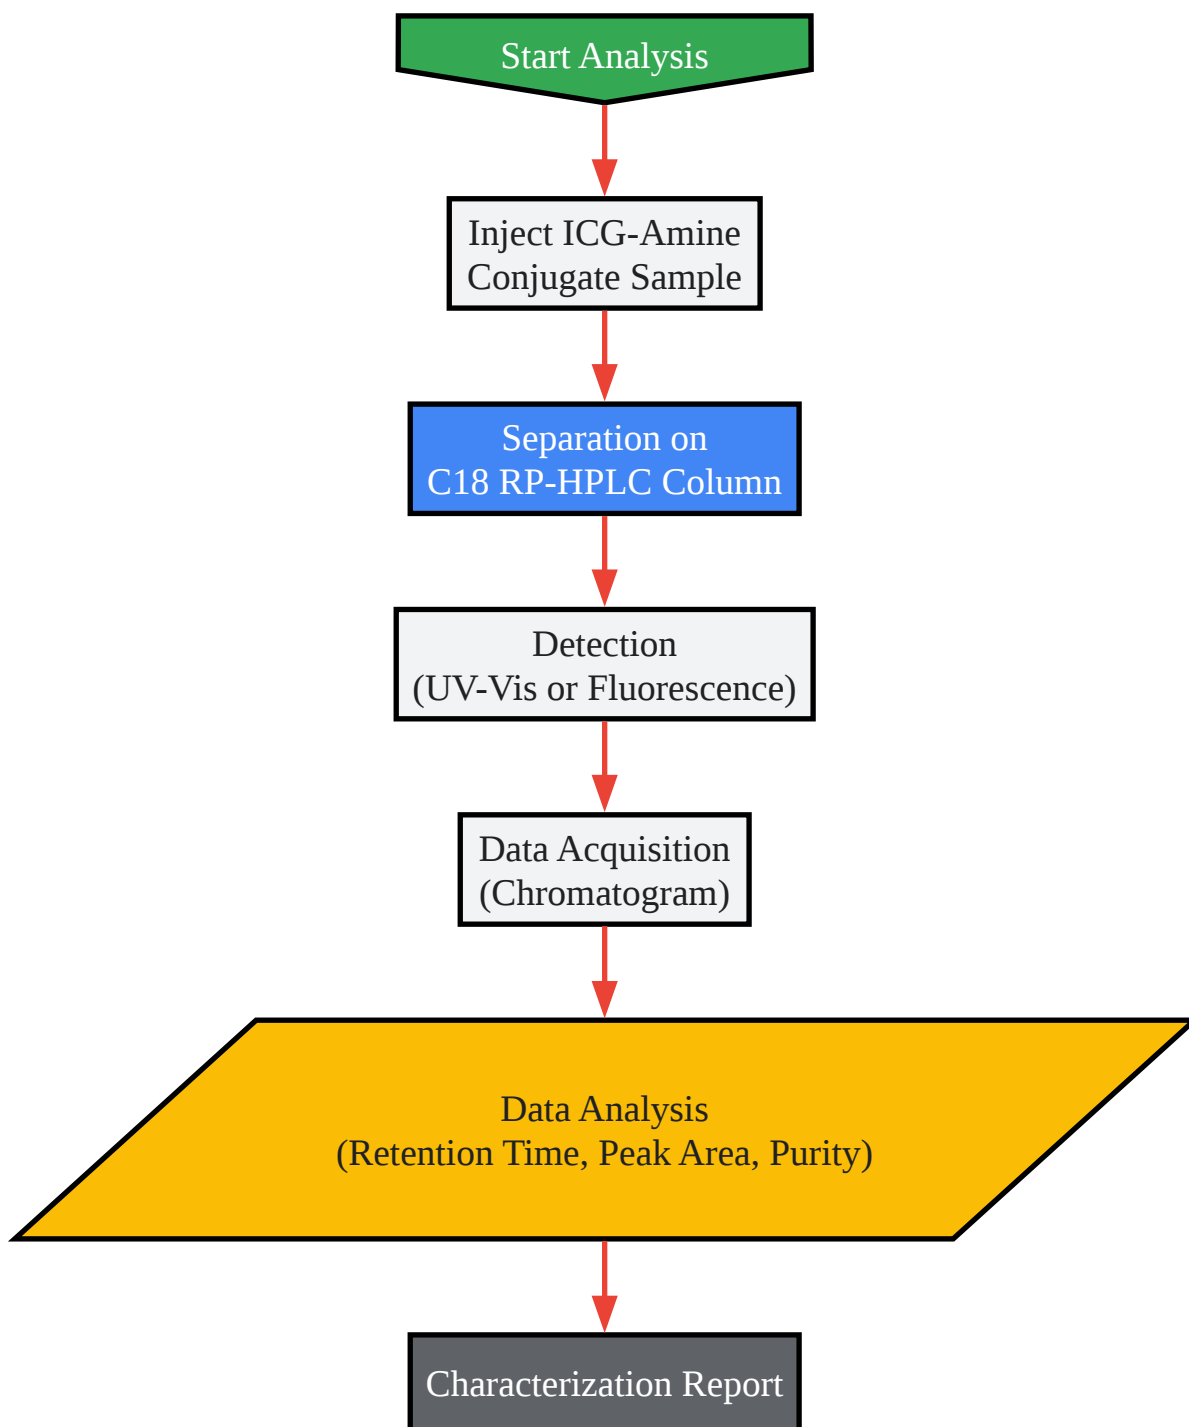 Start Analysis
Inject ICG-Amine
Conjugate Sample
Separation on
C18 RP-HPLC Column
Detection
(UV-Vis or Fluorescence)
Data Acquisition
(Chromatogram)
Data Analysis
(Retention Time, Peak Area, Purity)
Characterization Report